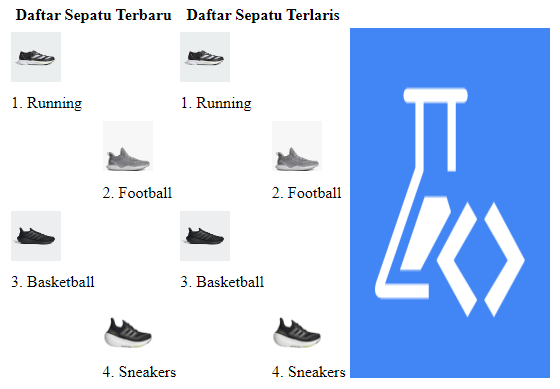 Daftar Sepatu Terbaru
Daftar Sepatu Terlaris
1. Running
1. Running
2. Football
2. Football
3. Basketball
3. Basketball
4. Sneakers
4. Sneakers